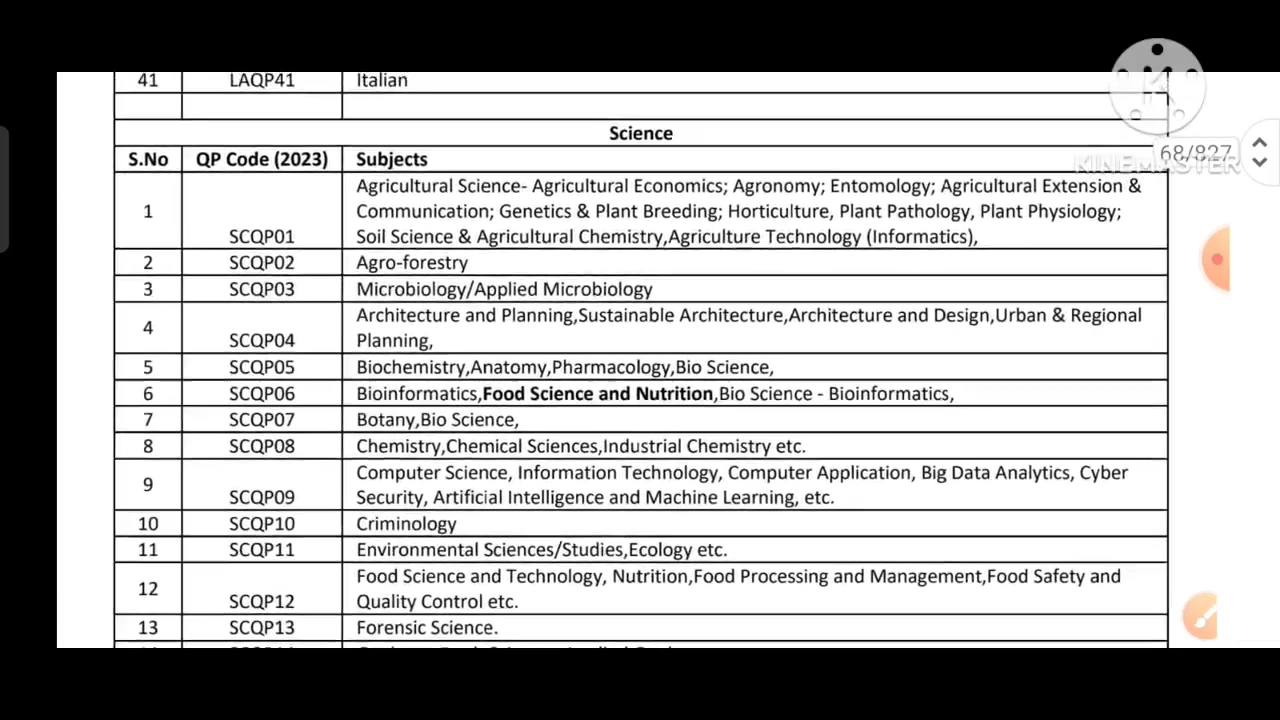 41 LAQP41 Italian
Science
S.No QP Code (2023) Subjects
1 SCQP01 Agricultural Science- Agricultural Economics; Agronomy; Entomology; Agricultural Extension &
Communication; Genetics & Plant Breeding; Horticulture, Plant Pathology, Plant Physiology;
Soil Science & Agricultural Chemistry,Agriculture Technology (Informatics),
2 SCQP02 Agro-forestry
3 SCQP03 Microbiology/Applied Microbiology
4 SCQP04 Architecture and Planning,Sustainable Architecture,Architecture and Design,Urban & Regional
Planning,
5 SCQP05 Biochemistry,Anatomy,Pharmacology,Bio Science,
6 SCQP06 Bioinformatics,Food Science and Nutrition,Bio Science - Bioinformatics,
7 SCQP07 Botany,Bio Science,
8 SCQP08 Chemistry,Chemical Sciences,Industrial Chemistry etc.
9 SCQP09 Computer Science, Information Technology, Computer Application, Big Data Analytics, Cyber
Security, Artificial Intelligence and Machine Learning, etc.
10 SCQP10 Criminology
11 SCQP11 Environmental Sciences/Studies,Ecology etc.
12 SCQP12 Food Science and Technology, Nutrition,Food Processing and Management,Food Safety and
Quality Control etc.
13 SCQP13 Forensic Science.
68/827
KINEMASTER